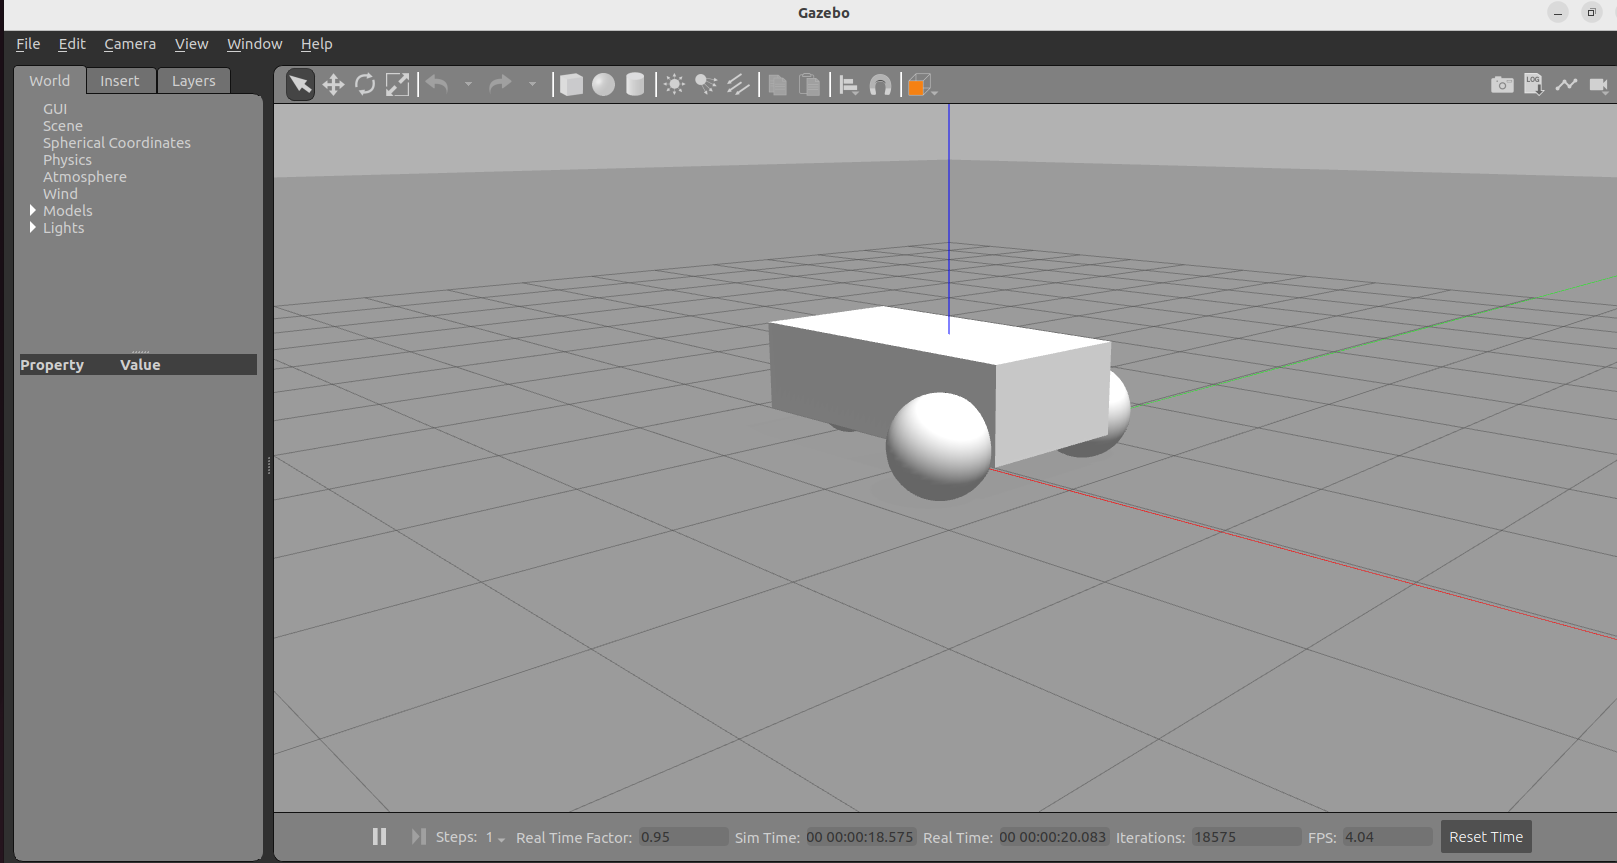 Gazebo
File Edit Camera View Window Help
World Insert Layers
LOG
GUI
Scene
Spherical Coordinates
Physics
Atmosphere
Wind
Models
Lights
Property Value
Steps: 1 Real Time Factor: 0.95 Sim Time: 00 00:00:18.575 Real Time: 00 00:00:20.083 Iterations: 18575 FPS: 4.04 Reset Time